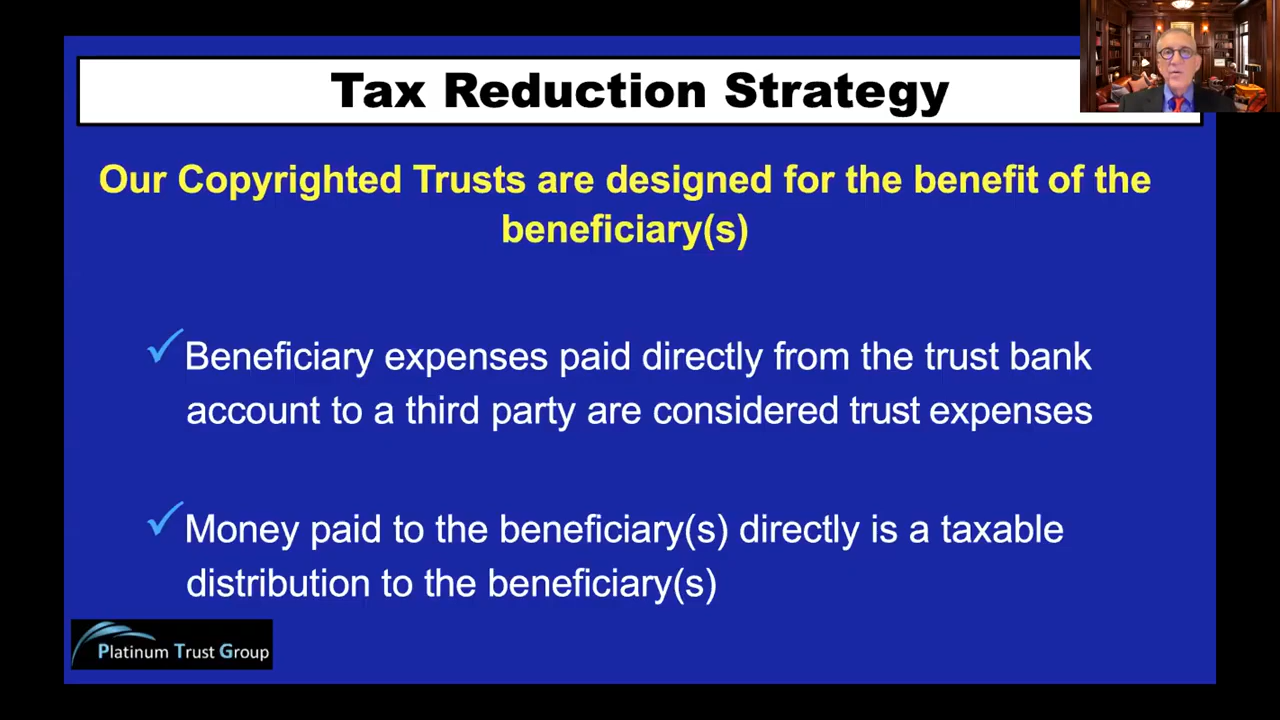 Tax Reduction Strategy
Our Copyrighted Trusts are designed for the benefit of the
beneficiary(s)
Beneficiary expenses paid directly from the trust bank
account to a third party are considered trust expenses
Money paid to the beneficiary(s) directly is a taxable
distribution to the beneficiary(s)
Platinum Trust Group